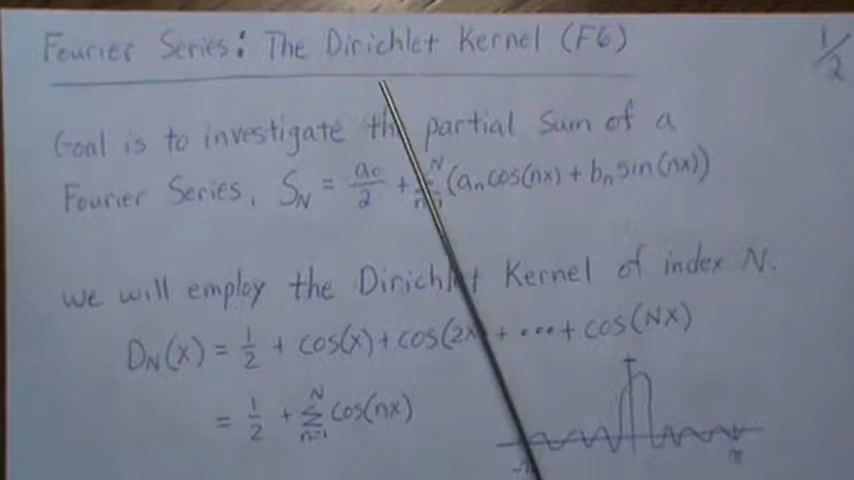 Fourier Series: The Dirichlet Kernel (F6)
1/2
Goal is to investigate the partial sum of a
Fourier Series, S_N = a_0/2 + Σ_{n=1}^{N} (a_n cos(nx) + b_n sin(nx))
we will employ the Dirichlet Kernel of index N.
D_N(x) = 1/2 + cos(x) + cos(2x) + ··· + cos(Nx)
= 1/2 + Σ_{n=1}^{N} cos(nx)
-π π